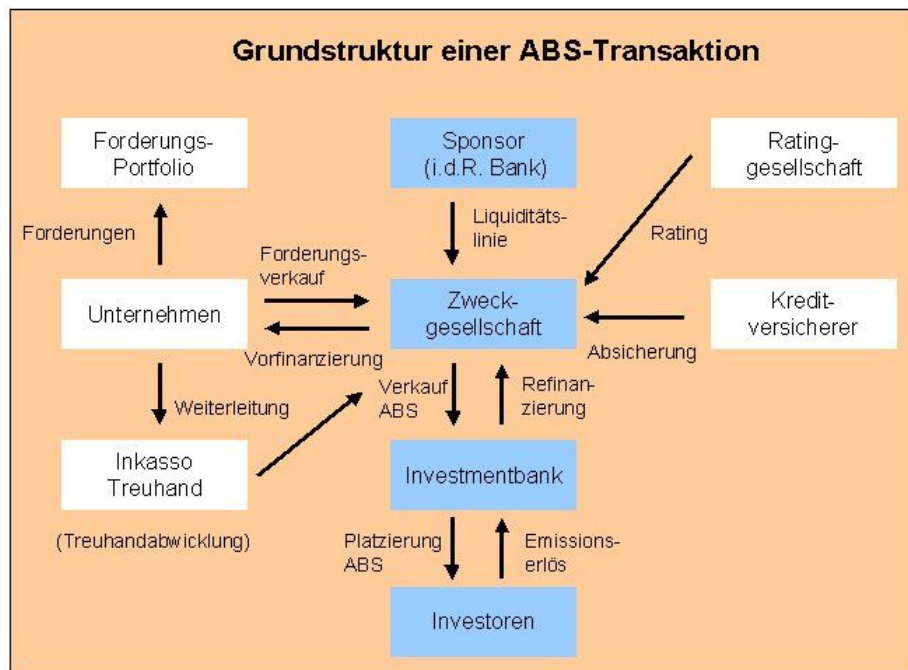 Grundstruktur einer ABS-Transaktion
Forderungs-
Portfolio
Sponsor
(i.d.R. Bank)
Rating-
gesellschaft
Forderungen
Liquiditäts-
linie
Rating
Forderungs-
verkauf
Unternehmen
Zweck-
gesellschaft
Kredit-
versicherer
Vorfinanzierung
Absicherung
Weiterleitung
Verkauf
ABS
Refinan-
zierung
Inkasso
Treuhand
Investmentbank
(Treuhandabwicklung)
Platzierung
ABS
Emissions-
erlös
Investoren